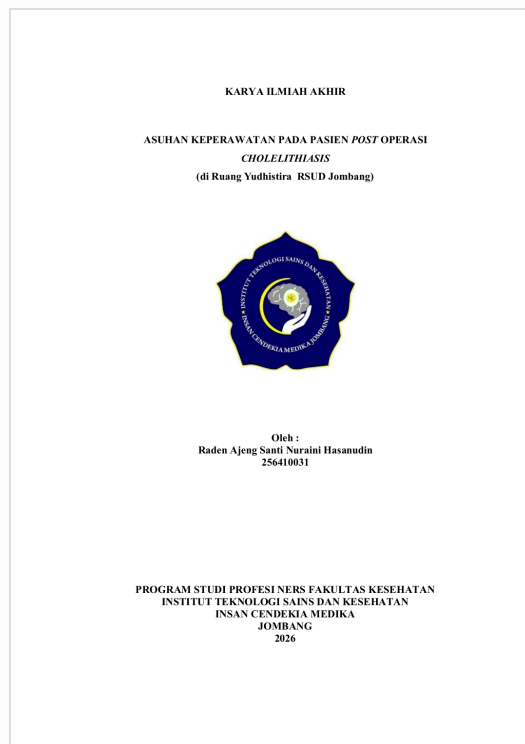 KARYA ILMIAH AKHIR
ASUHAN KEPERAWATAN PADA PASIEN POST OPERASI
CHOLELITHIASIS
(di Ruang Yudhistira RSUD Jombang)
INSTITUT TEKNOLOGI SAINS DAN KESEHATAN
INSAN CENDEKIA MEDIKA JOMBANG
Oleh :
Raden Ajeng Santi Nuraini Hasanudin
256410031
PROGRAM STUDI PROFESI NERS FAKULTAS KESEHATAN
INSTITUT TEKNOLOGI SAINS DAN KESEHATAN
INSAN CENDEKIA MEDIKA
JOMBANG
2026